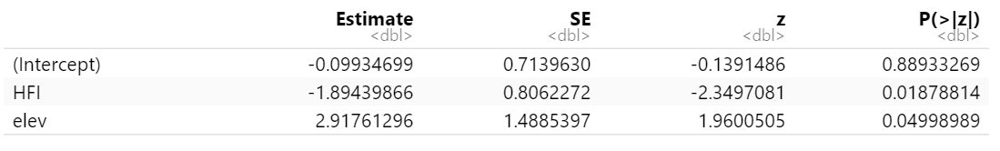 Estimate SE z P(>|z|)
<dbl> <dbl> <dbl> <dbl>
(Intercept) -0.09934699 0.7139630 -0.1391486 0.88933269
HFI -1.89439866 0.8062272 -2.3497081 0.01878814
elev 2.91761296 1.4885397 1.9600505 0.04998989